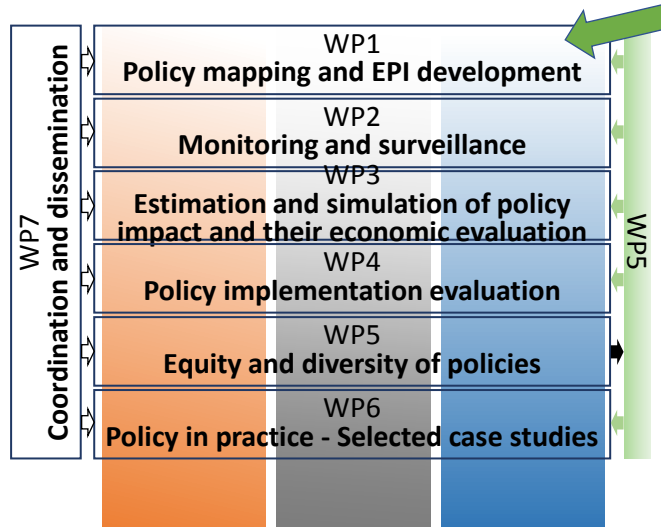 WP7
Coordination and dissemination
WP1
Policy mapping and EPI development
WP2
Monitoring and surveillance
WP3
Estimation and simulation of policy
impact and their economic evaluation
WP4
Policy implementation evaluation
WP5
Equity and diversity of policies
WP6
Policy in practice - Selected case studies
WP5